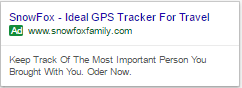 SnowFox - Ideal GPS Tracker For Travel
Ad www.snowfoxfamily.com
Keep Track Of The Most Important Person You
Brought With You. Oder Now.